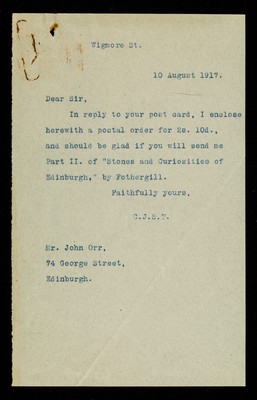 Wigmore St.
10 August 1917.
Dear Sir,
In reply to your post card, I enclose
herewith a postal order for 2s. 10d.,
and should be glad if you will send me
Part II. of "Stones and Curiosities of
Edinburgh," by Fothergill.
Faithfully yours,
C.J.S.T.
Mr. John Orr,
74 George Street,
Edinburgh.